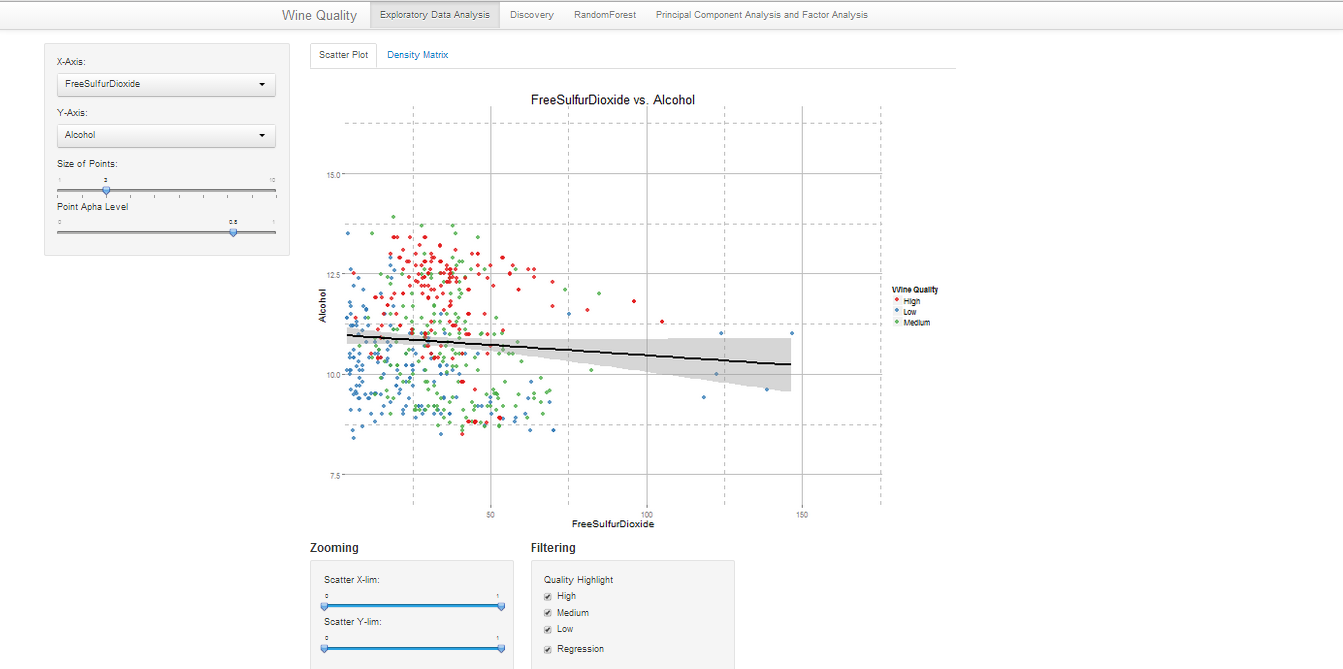 Wine Quality Exploratory Data Analysis Discovery RandomForest Principal Component Analysis and Factor Analysis
X-Axis:
FreeSulfurDioxide
Y-Axis:
Alcohol
Size of Points:
1 3 10
Point Apha Level
0 0.8 1
Scatter Plot Density Matrix
FreeSulfurDioxide vs. Alcohol
15.0
12.5
10.0
7.5
Alcohol
50 100 150
FreeSulfurDioxide
Wine Quality
High
Low
Medium
Zooming
Scatter X-lim:
0 1
Scatter Y-lim:
0 1
Filtering
Quality Highlight
High
Medium
Low
Regression